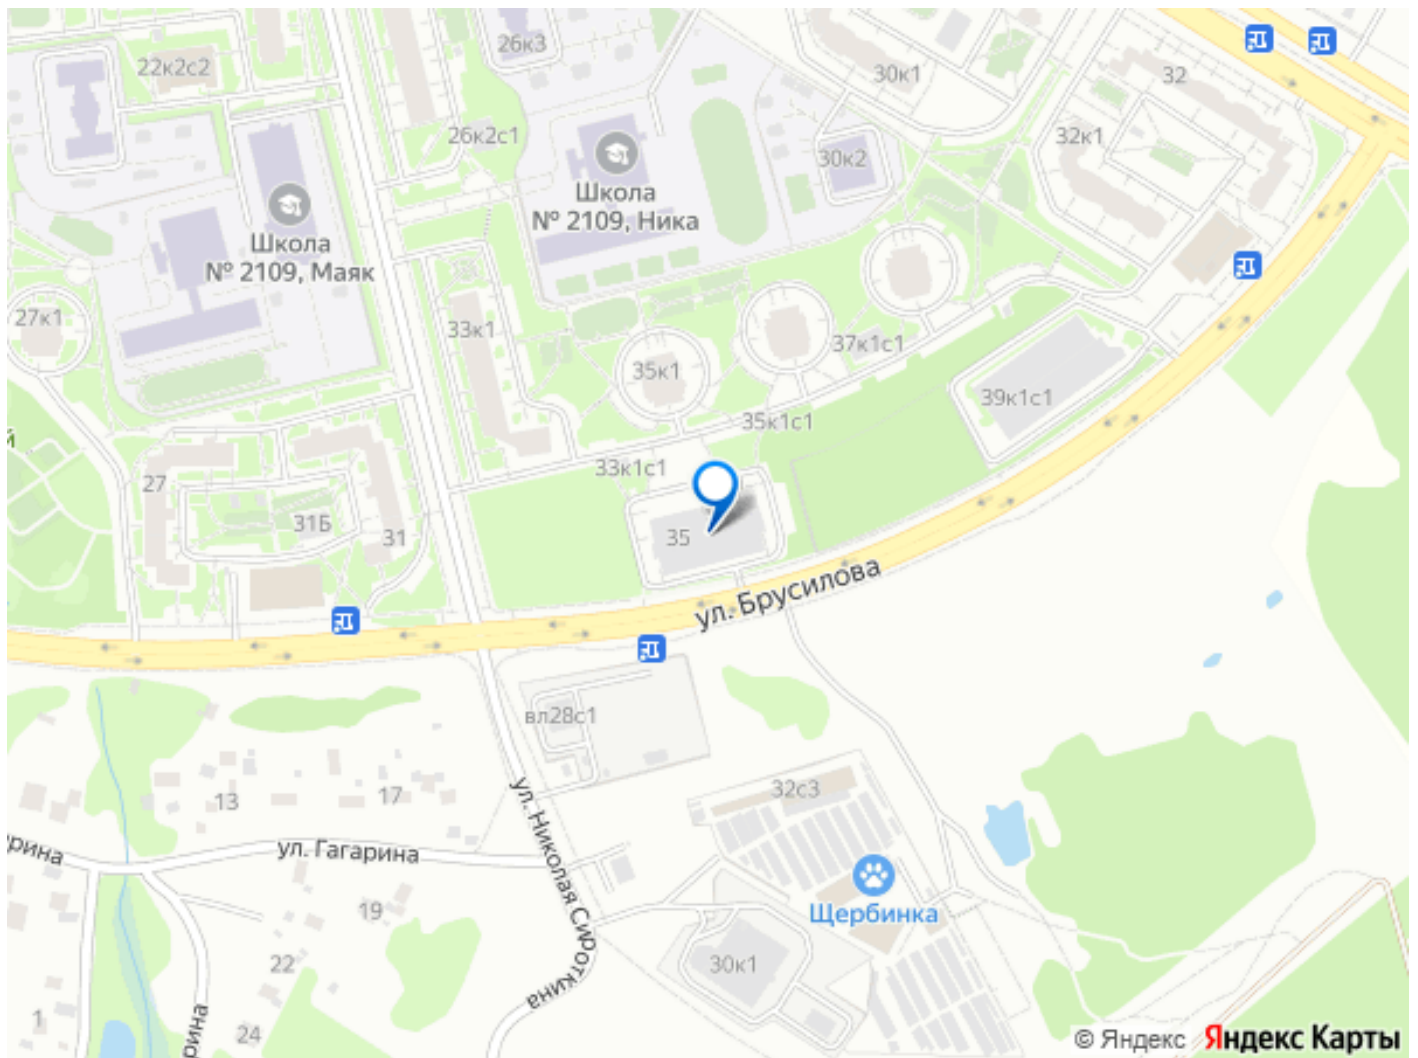 26к3
22к2с2
30к1
32
26к2с1
32к1
30к2
Школа
№ 2109, Ника
Школа
№ 2109, Маяк
27к1
33к1
37к1с1
35к1
39к1с1
35к1с1
й
33к1с1
27
31Б
31
35
ул. Брусилова
вл28с1
13
17
32с3
ул. Николая Сироткина
рина
ул. Гагарина
19
Щербинка
22
30к1
1
24
рина
© Яндекс Яндекс Карты